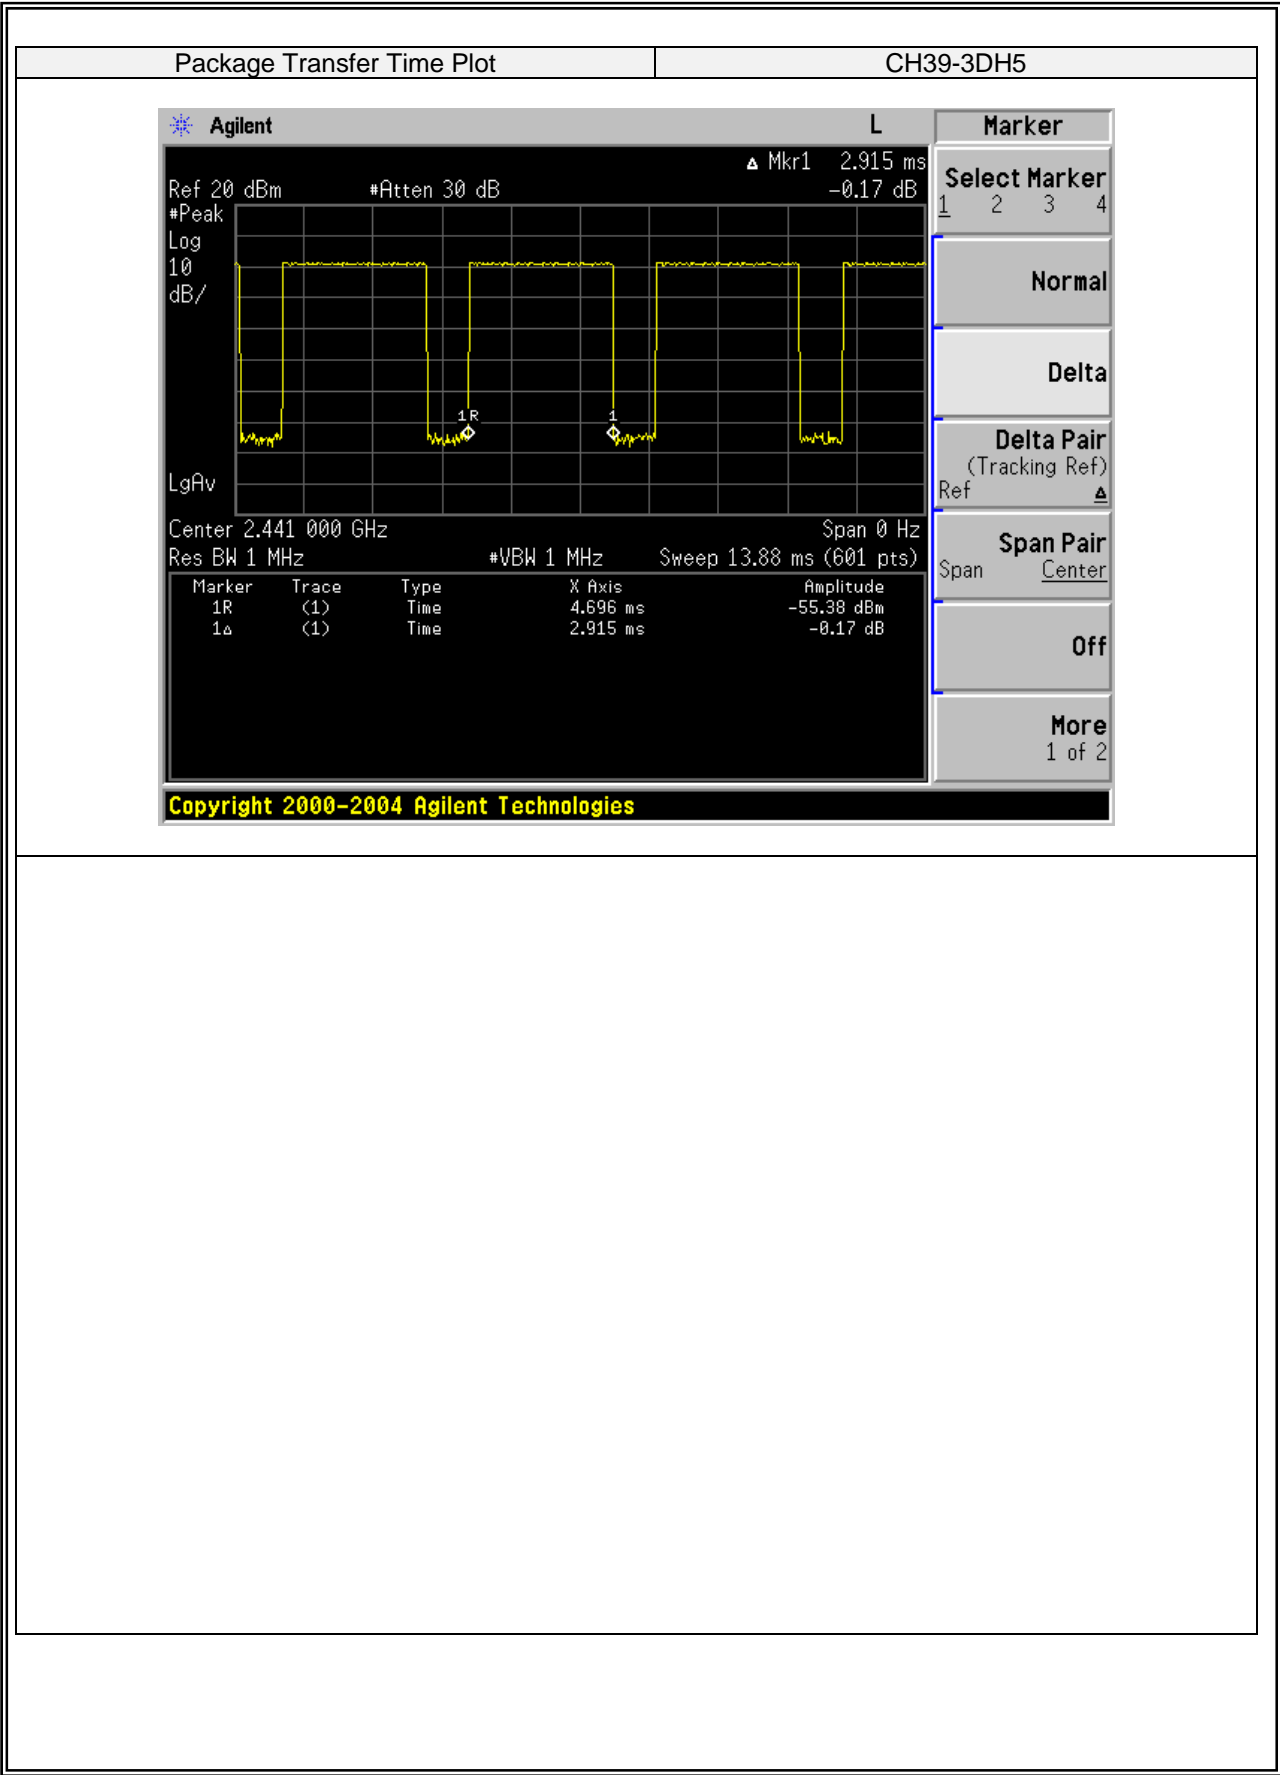 Package Transfer Time Plot CH39-3DH5
Agilent L
Δ Mkr1 2.915 ms
Ref 20 dBm #Atten 30 dB -0.17 dB
#Peak
Log
10
dB/
1R 1
LgAv
Center 2.441 000 GHz Span 0 Hz
Res BW 1 MHz #VBW 1 MHz Sweep 13.88 ms (601 pts)
Marker Trace Type X Axis Amplitude
1R (1) Time 4.696 ms -55.38 dBm
1Δ (1) Time 2.915 ms -0.17 dB
Copyright 2000-2004 Agilent Technologies
Marker
Select Marker
1 2 3 4
Normal
Delta
Delta Pair
(Tracking Ref)
Ref Δ
Span Pair
Span Center
Off
More
1 of 2